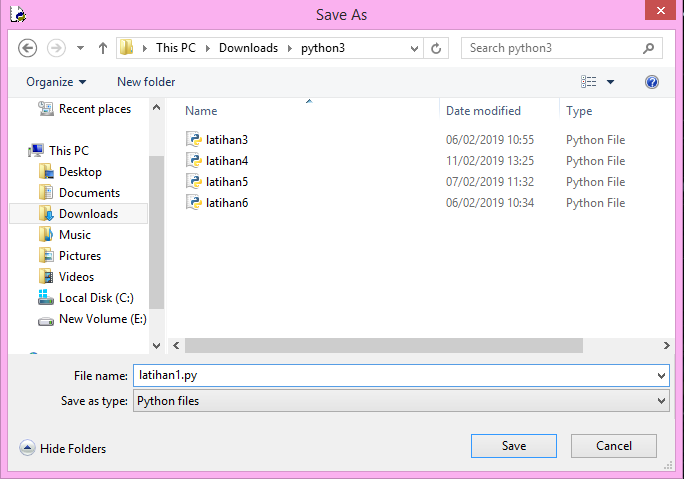 Save As
This PC Downloads python3
Search python3
Organize New folder
Name Date modified Type
Recent places
This PC
Desktop
Documents
Downloads
Music
Pictures
Videos
Local Disk (C:)
New Volume (E:)
latihan3 06/02/2019 10:55 Python File
latihan4 11/02/2019 13:25 Python File
latihan5 07/02/2019 11:32 Python File
latihan6 06/02/2019 10:34 Python File
File name: latihan1.py
Save as type: Python files
Hide Folders
Save Cancel